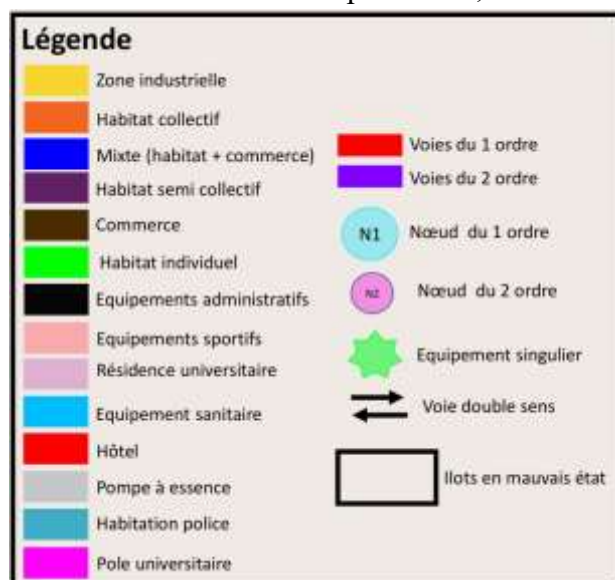 Légende
Zone industrielle
Habitat collectif
Mixte (habitat + commerce)
Habitat semi collectif
Commerce
Habitat individuel
Equipements administratifs
Equipements sportifs
Résidence universitaire
Equipement sanitaire
Hôtel
Pompe à essence
Habitation police
Pole universitaire
Voies du 1 ordre
Voies du 2 ordre
N1
Nœud du 1 ordre
N2
Nœud du 2 ordre
Equipement singulier
Voie double sens
Ilots en mauvais état